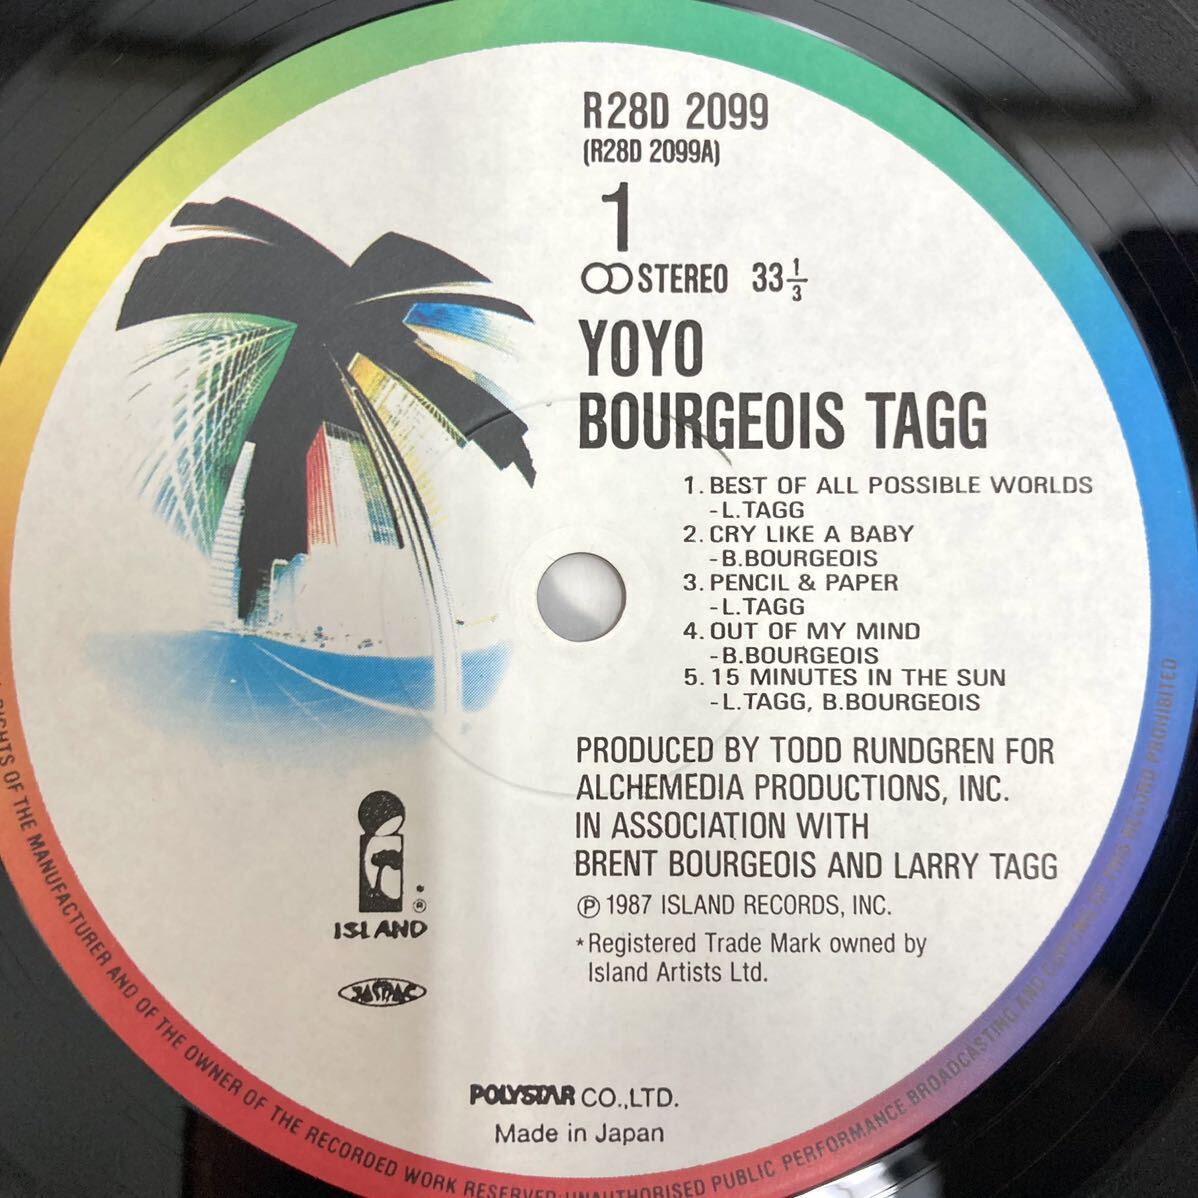 R28D 2099
(R28D 2099A)
1
STEREO 33 1/3
YOYO
BOURGEOIS TAGG
1. BEST OF ALL POSSIBLE WORLDS
-L.TAGG
2. CRY LIKE A BABY
-B.BOURGEOIS
3. PENCIL & PAPER
-L.TAGG
4. OUT OF MY MIND
-B.BOURGEOIS
5. 15 MINUTES IN THE SUN
-L.TAGG, B.BOURGEOIS
PRODUCED BY TODD RUNDGREN FOR
ALCHEMEDIA PRODUCTIONS, INC.
IN ASSOCIATION WITH
BRENT BOURGEOIS AND LARRY TAGG
℗ 1987 ISLAND RECORDS, INC.
*Registered Trade Mark owned by
Island Artists Ltd.
ISLAND
®
JASRAC
POLYSTAR CO.,LTD.
Made in Japan
RIGHTS OF THE MANUFACTURER AND OF THE OWNER OF THE RECORDED WORK RESERVED·UNAUTHORISED PUBLIC PERFORMANCE BROADCASTING AND COPYING OF THIS RECORD PROHIBITED